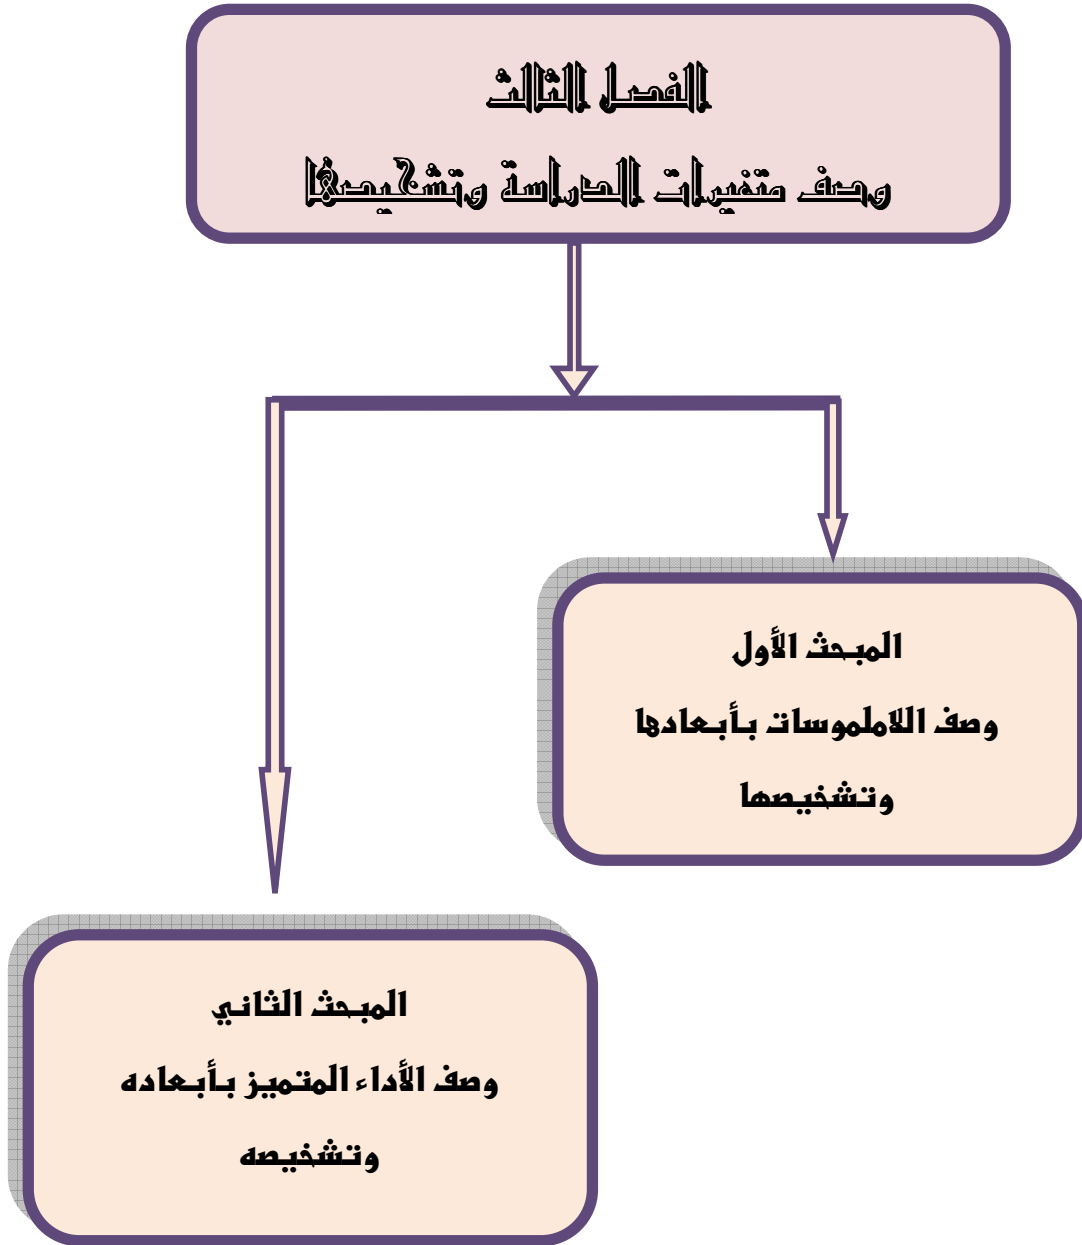 الفصل الثالث
وصف متغيرات الدراسة وتشخيصها
المبحث الأول
وصف اللاملموسات بأبعادها
وتشخيصها
المبحث الثاني
وصف الأداء المتميز بأبعاده
وتشخيصه